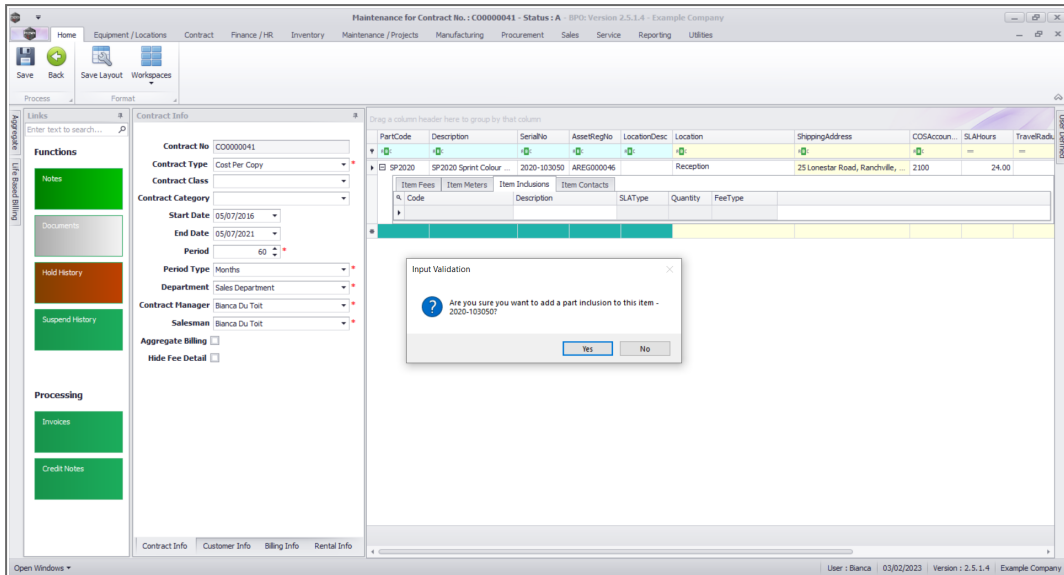 Maintenance for Contract No. : CO0000041 - Status : A - BPO: Version 2.5.1.4 - Example Company
Home Equipment / Locations Contract Finance / HR Inventory Maintenance / Projects Manufacturing Procurement Sales Service Reporting Utilities
Save Back Save Layout Workspaces
Process Format
Aggregate
Life Based Billing
Links
Enter text to search...
Functions
Notes
Documents
Hold History
Suspend History
Processing
Invoices
Credit Notes
Contract Info
Contract No CO0000041
Contract Type Cost Per Copy *
Contract Class
Contract Category
Start Date 05/07/2016
End Date 05/07/2021
Period 60 *
Period Type Months *
Department Sales Department *
Contract Manager Bianca Du Toit *
Salesman Bianca Du Toit *
Aggregate Billing
Hide Fee Detail
Contract Info Customer Info Billing Info Rental Info
Drag a column header here to group by that column
PartCode Description SerialNo AssetRegNo LocationDesc Location ShippingAddress COSAccoun... SLAHours TravelRadiu
SP2020 SP2020 Sprint Colour ... 2020-103050 AREG000046 Reception 25 Lonestar Road, Ranchville, ... 2100 24.00
Item Fees Item Meters Item Inclusions Item Contacts
Code Description SLAType Quantity FeeType
User Defined
Input Validation
Are you sure you want to add a part inclusion to this item -
2020-103050?
Yes No
Open Windows User : Bianca 03/02/2023 Version : 2.5.1.4 Example Company